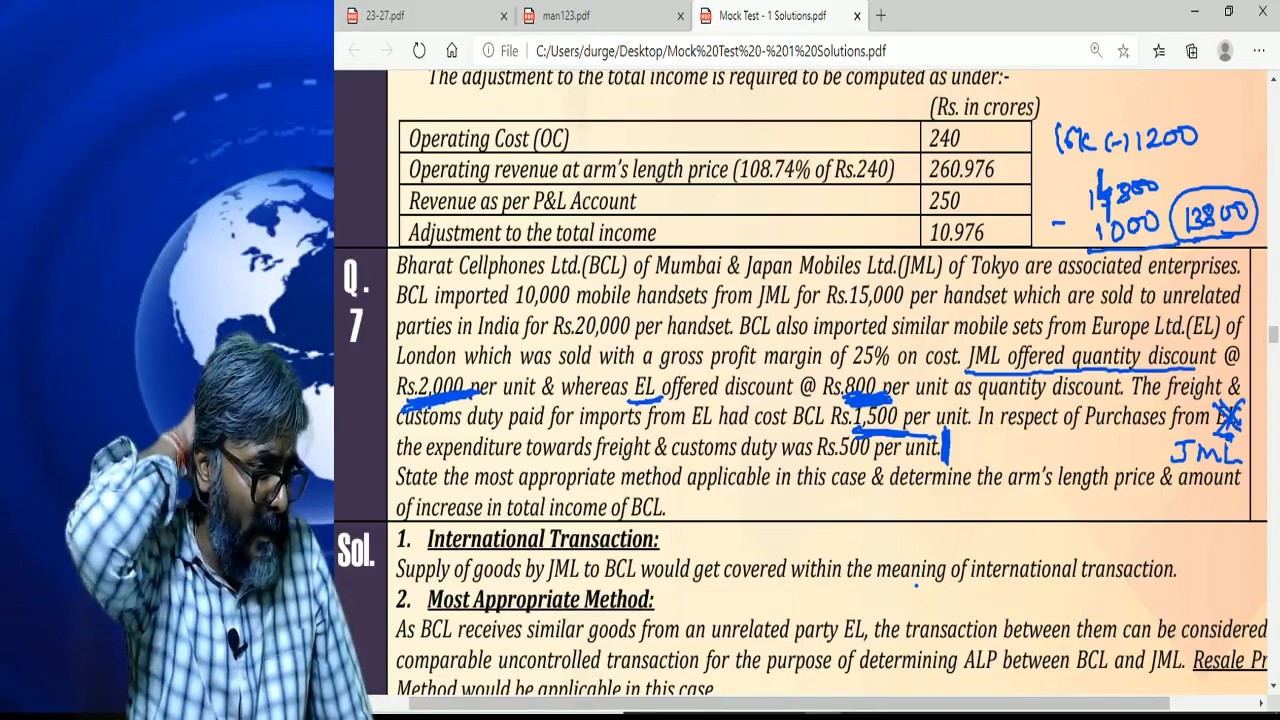 23-27.pdf
man123.pdf
Mock Test - 1 Solutions.pdf
File
C:/Users/durge/Desktop/Mock%20Test%20-%201%20Solutions.pdf
The adjustment to the total income is required to be computed as under:-
(Rs. in crores)
Operating Cost (OC) 240
Operating revenue at arm's length price (108.74% of Rs.240) 260.976
Revenue as per P&L Account 250
Adjustment to the total income 10.976
(-) 1200
14800
- 1000 13800
Q. 7
Bharat Cellphones Ltd.(BCL) of Mumbai & Japan Mobiles Ltd.(JML) of Tokyo are associated enterprises.
BCL imported 10,000 mobile handsets from JML for Rs.15,000 per handset which are sold to unrelated
parties in India for Rs.20,000 per handset. BCL also imported similar mobile sets from Europe Ltd.(EL) of
London which was sold with a gross profit margin of 25% on cost. JML offered quantity discount @
Rs.2,000 per unit & whereas EL offered discount @ Rs.800 per unit as quantity discount. The freight &
customs duty paid for imports from EL had cost BCL Rs.1,500 per unit. In respect of Purchases from
JML
the expenditure towards freight & customs duty was Rs.500 per unit.
State the most appropriate method applicable in this case & determine the arm's length price & amount
of increase in total income of BCL.
Sol.
1. International Transaction:
Supply of goods by JML to BCL would get covered within the meaning of international transaction.
2. Most Appropriate Method:
As BCL receives similar goods from an unrelated party EL, the transaction between them can be considered
comparable uncontrolled transaction for the purpose of determining ALP between BCL and JML. Resale Pr
Method would be applicable in this case